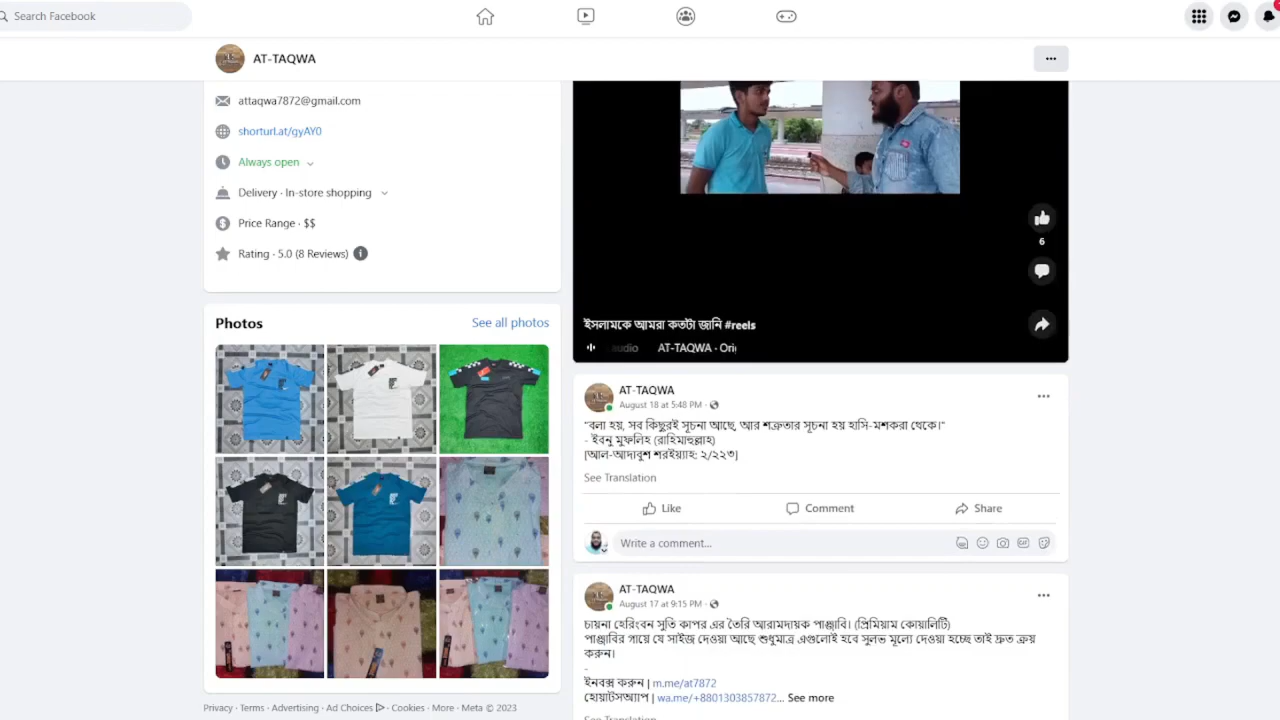 Search Facebook
AT-TAQWA
attaqwa7872@gmail.com
shorturl.at/gyAY0
Always open
Delivery · In-store shopping
Price Range · $$
Rating · 5.0 (8 Reviews)
Photos
See all photos
Privacy · Terms · Advertising · Ad Choices · Cookies · More · Meta © 2023
6
ইসলামকে আমরা কতটা জানি #reels
audio AT-TAQWA · Ori
AT-TAQWA
August 18 at 5:48 PM ·
"বলা হয়, সব কিছুরই সূচনা আছে, আর শত্রুতার সূচনা হয় হাসি-মশকরা থেকে।"
- ইবনু মুফলিহ (রাহিমাহুল্লাহ)
[আল-আদাবুশ শরইয়্যাহ: ২/২২৩]
See Translation
Like Comment Share
Write a comment...
AT-TAQWA
August 17 at 9:15 PM ·
চায়না হেরিংবন সুতি কাপর এর তৈরি আরামদায়ক পাঞ্জাবি। (প্রিমিয়াম কোয়ালিটি)
পাঞ্জাবির গায়ে যে সাইজ দেওয়া আছে শুধুমাত্র এগুলোই হবে সুলভ মূল্যে দেওয়া হচ্ছে তাই দ্রুত ক্রয়
করুন।
-
ইনবক্স করুন | m.me/at7872
হোয়াটসঅ্যাপ | wa.me/+8801303857872... See more
See Translation